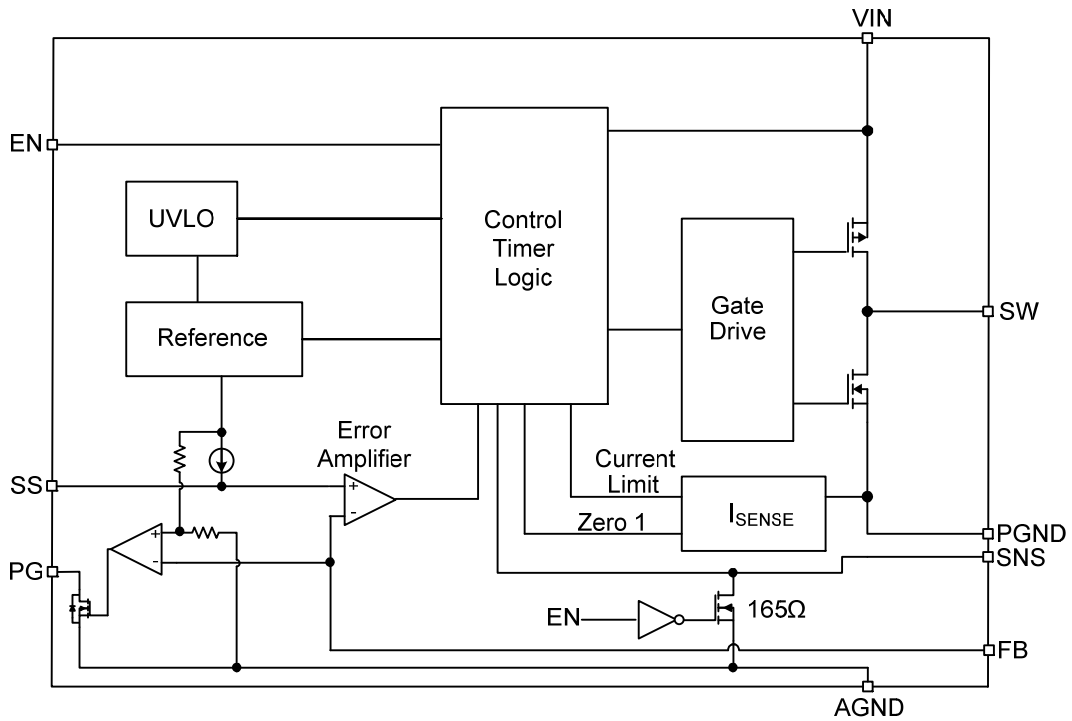 VIN
EN
UVLO
Control
Timer
Logic
Reference
Gate
Drive
SW
Error
Amplifier
+
-
SS
Current
Limit
Zero 1
ISENSE
+
-
PGND
SNS
PG
EN
165Ω
FB
AGND